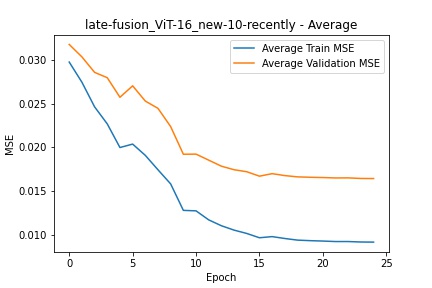 late-fusion_ViT-16_new-10-recently - Average
Average Train MSE
Average Validation MSE
MSE
0.030
0.025
0.020
0.015
0.010
0 5 10 15 20 25
Epoch